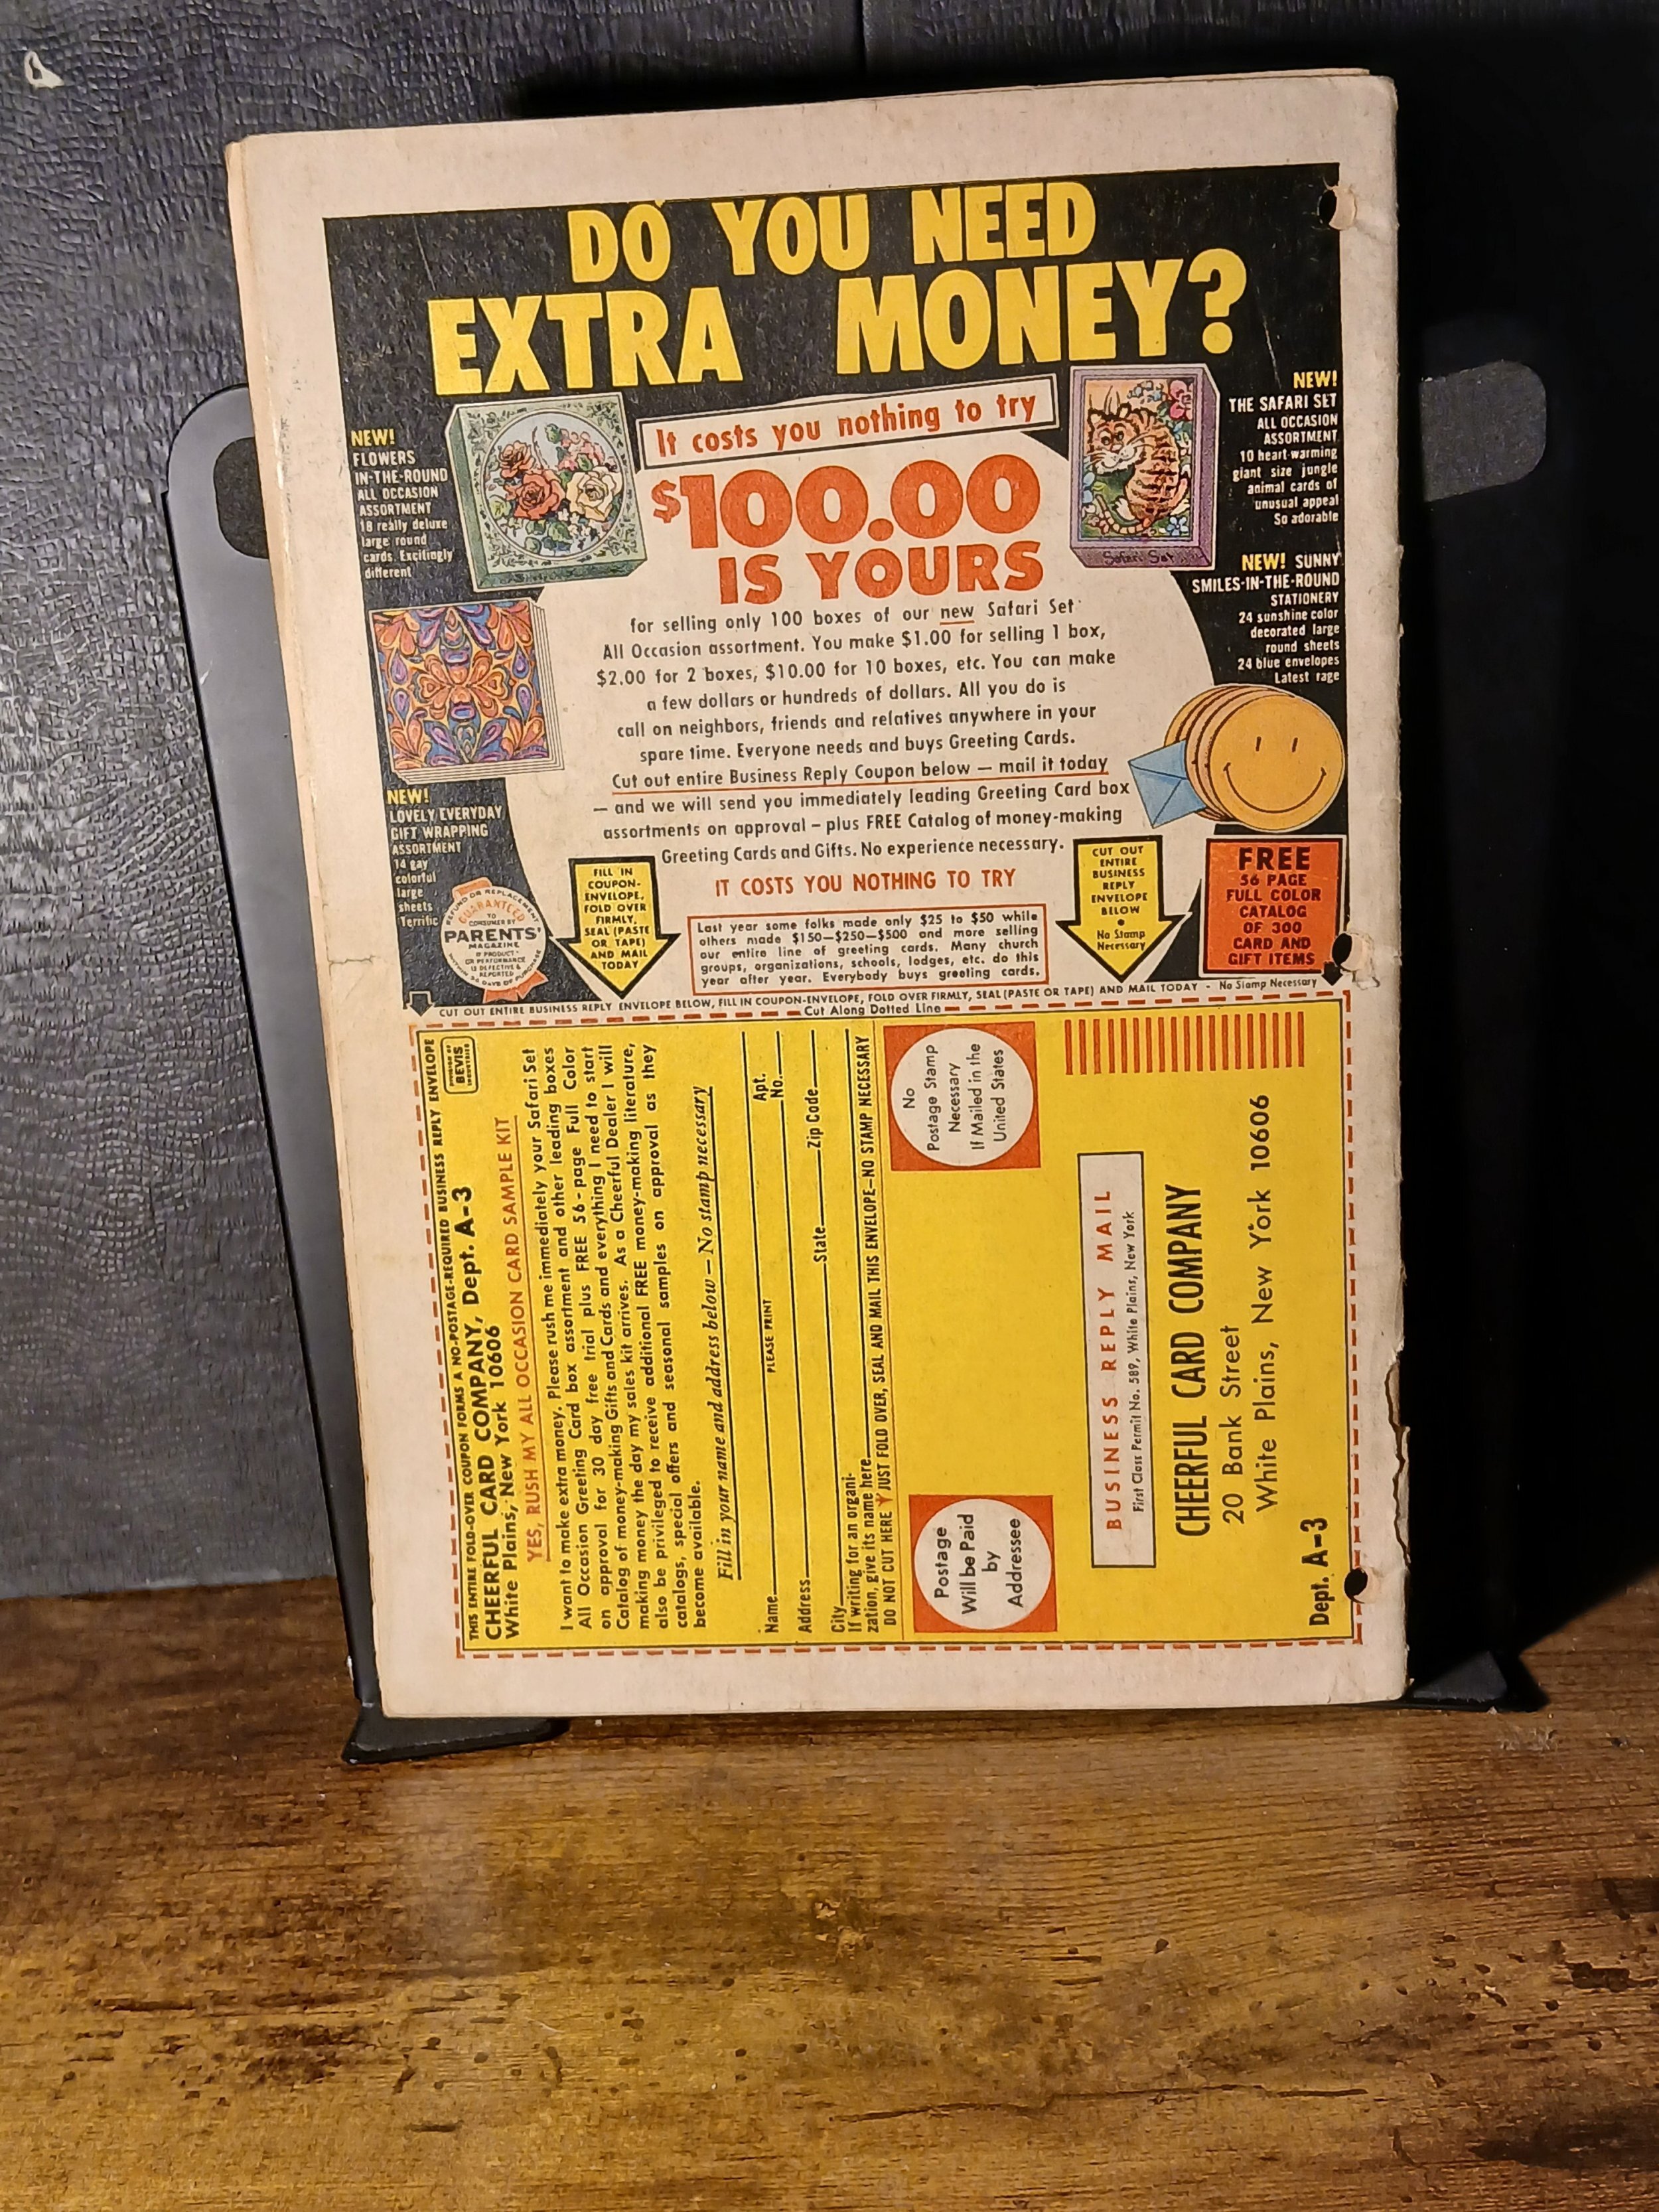 DO YOU NEED
EXTRA MONEY?
It costs you nothing to try
$100.00
IS YOURS
for selling only 100 boxes of our new Safari Set
All Occasion assortment. You make $1.00 for selling 1 box,
$2.00 for 2 boxes, $10.00 for 10 boxes, etc. You can make
a few dollars or hundreds of dollars. All you do is
call on neighbors, friends and relatives anywhere in your
spare time. Everyone needs and buys Greeting Cards.
Cut out entire Business Reply Coupon below — mail it today
— and we will send you immediately leading Greeting Card box
assortments on approval — plus FREE Catalog of money-making
Greeting Cards and Gifts. No experience necessary.
IT COSTS YOU NOTHING TO TRY
Last year some folks made only $25 to $50 while
others made $150—$250—$500 and more selling
our entire line of greeting cards. Many church
groups, organizations, schools, lodges, etc. do this
year after year. Everybody buys greeting cards.
NEW!
FLOWERS
IN-THE-ROUND
ALL OCCASION
ASSORTMENT
18 really deluxe
large round
cards. Excitingly
different
NEW!
LOVELY EVERYDAY
GIFT WRAPPING
ASSORTMENT
14 gay
colorful
large
sheets
Terrific
REFUND OR REPLACEMENT
GUARANTEED
TO
CONSUMER BY
PARENTS'
MAGAZINE
IF PRODUCT
OR PERFORMANCE
IS DEFECTIVE &
REPORTED
WITHIN 30 DAYS OF PURCHASE
FILL IN
COUPON-
ENVELOPE,
FOLD OVER
FIRMLY,
SEAL (PASTE
OR TAPE)
AND MAIL
TODAY
NEW!
THE SAFARI SET
ALL OCCASION
ASSORTMENT
10 heart-warming
giant size jungle
animal cards of
unusual appeal
So adorable
Safari Set
NEW! SUNNY
SMILES-IN-THE-ROUND
STATIONERY
24 sunshine color
decorated large
round sheets
24 blue envelopes
Latest rage
CUT OUT
ENTIRE
BUSINESS
REPLY
ENVELOPE
BELOW
•
No Stamp
Necessary
FREE
56 PAGE
FULL COLOR
CATALOG
OF 300
CARD AND
GIFT ITEMS
CUT OUT ENTIRE BUSINESS REPLY ENVELOPE BELOW, FILL IN COUPON-ENVELOPE, FOLD OVER FIRMLY, SEAL (PASTE OR TAPE) AND MAIL TODAY - No Stamp Necessary
Cut Along Dotted Line
THIS ENTIRE FOLD-OVER COUPON FORMS A NO-POSTAGE-REQUIRED BUSINESS REPLY ENVELOPE
CHEERFUL CARD COMPANY, Dept. A-3
White Plains, New York 10606
BEVIS
INDUSTRIES
YES, RUSH MY ALL OCCASION CARD SAMPLE KIT
I want to make extra money. Please rush me immediately your Safari Set
All Occasion Greeting Card box assortment and other leading boxes
on approval for 30 day free trial plus FREE 56-page Full Color
Catalog of money-making Gifts and Cards and everything I need to start
making money the day my sales kit arrives. As a Cheerful Dealer I will
also be privileged to receive additional FREE money-making literature,
catalogs, special offers and seasonal samples on approval as they
become available.
Fill in your name and address below — No stamp necessary
Name
PLEASE PRINT
Apt.
No.
Address
City State Zip Code
If writing for an organi-
zation, give its name here
DO NOT CUT HERE JUST FOLD OVER, SEAL AND MAIL THIS ENVELOPE—NO STAMP NECESSARY
Postage
Will be Paid
by
Addressee
No
Postage Stamp
Necessary
If Mailed in the
United States
BUSINESS REPLY MAIL
First Class Permit No. 589, White Plains, New York
CHEERFUL CARD COMPANY
20 Bank Street
White Plains, New York 10606
Dept. A-3